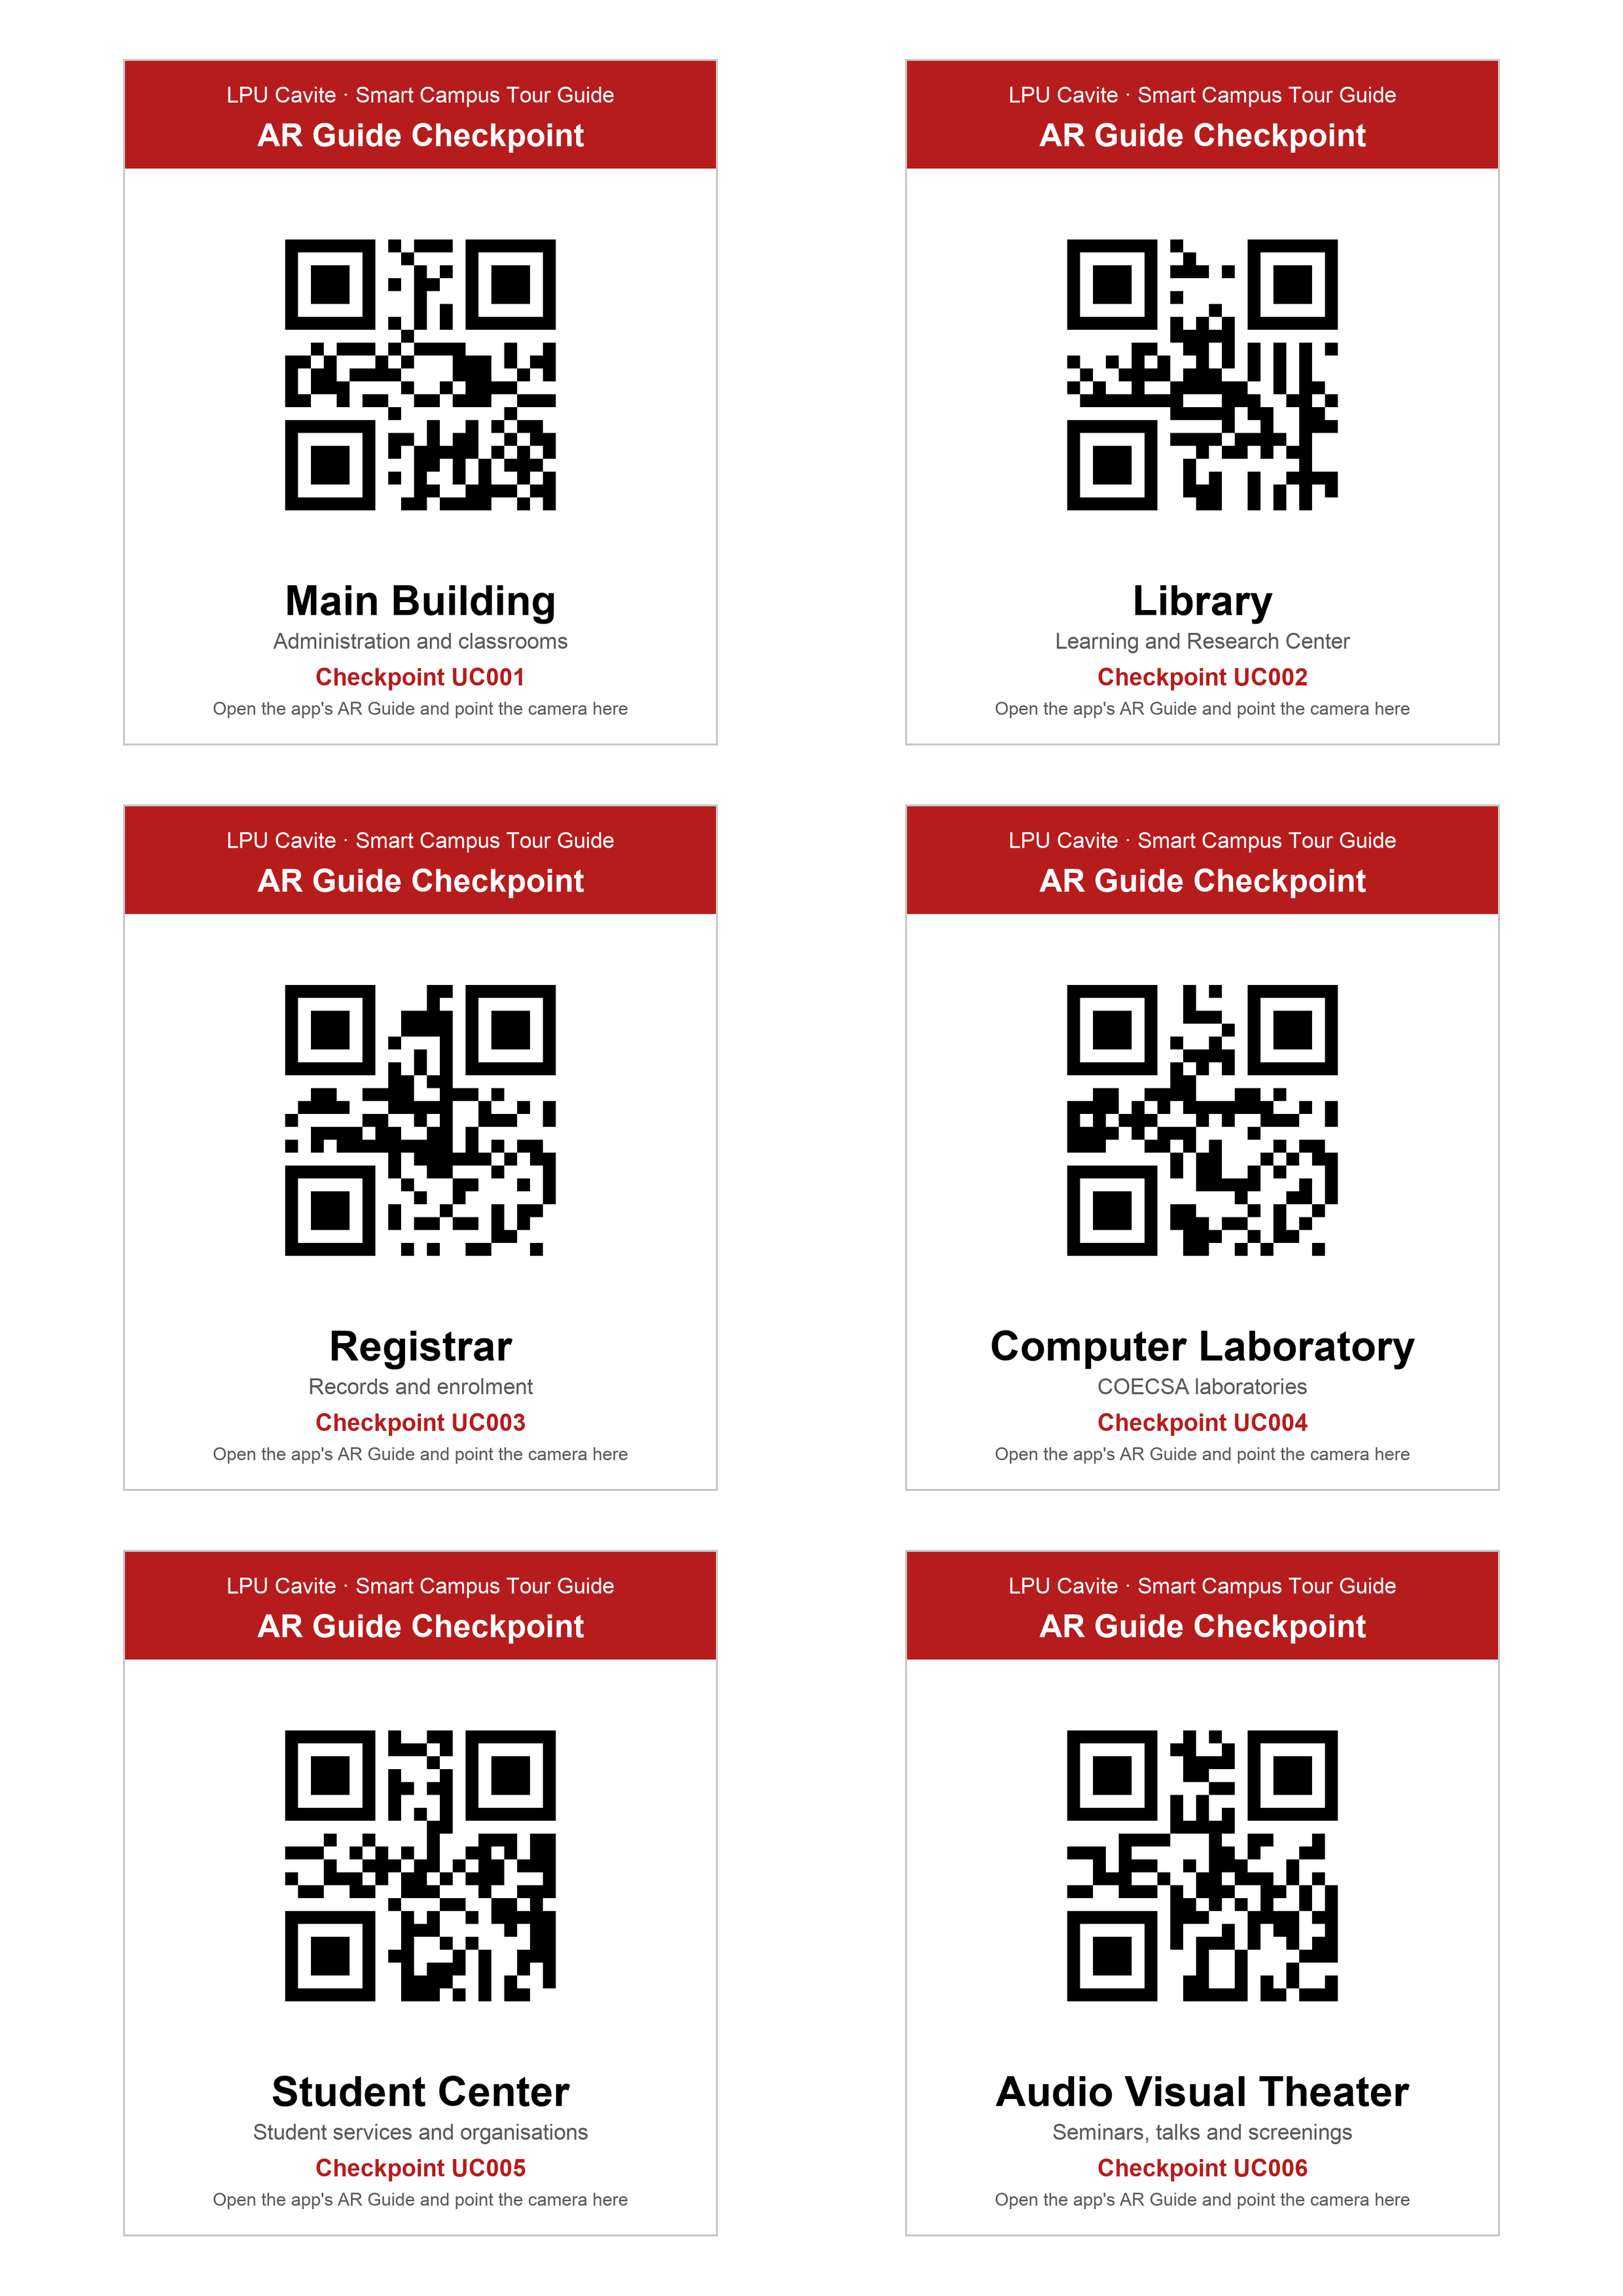 LPU Cavite · Smart Campus Tour Guide
AR Guide Checkpoint
Main Building
Administration and classrooms
Checkpoint UC001
Open the app's AR Guide and point the camera here
LPU Cavite · Smart Campus Tour Guide
AR Guide Checkpoint
Library
Learning and Research Center
Checkpoint UC002
Open the app's AR Guide and point the camera here
LPU Cavite · Smart Campus Tour Guide
AR Guide Checkpoint
Registrar
Records and enrolment
Checkpoint UC003
Open the app's AR Guide and point the camera here
LPU Cavite · Smart Campus Tour Guide
AR Guide Checkpoint
Computer Laboratory
COECSA laboratories
Checkpoint UC004
Open the app's AR Guide and point the camera here
LPU Cavite · Smart Campus Tour Guide
AR Guide Checkpoint
Student Center
Student services and organisations
Checkpoint UC005
Open the app's AR Guide and point the camera here
LPU Cavite · Smart Campus Tour Guide
AR Guide Checkpoint
Audio Visual Theater
Seminars, talks and screenings
Checkpoint UC006
Open the app's AR Guide and point the camera here